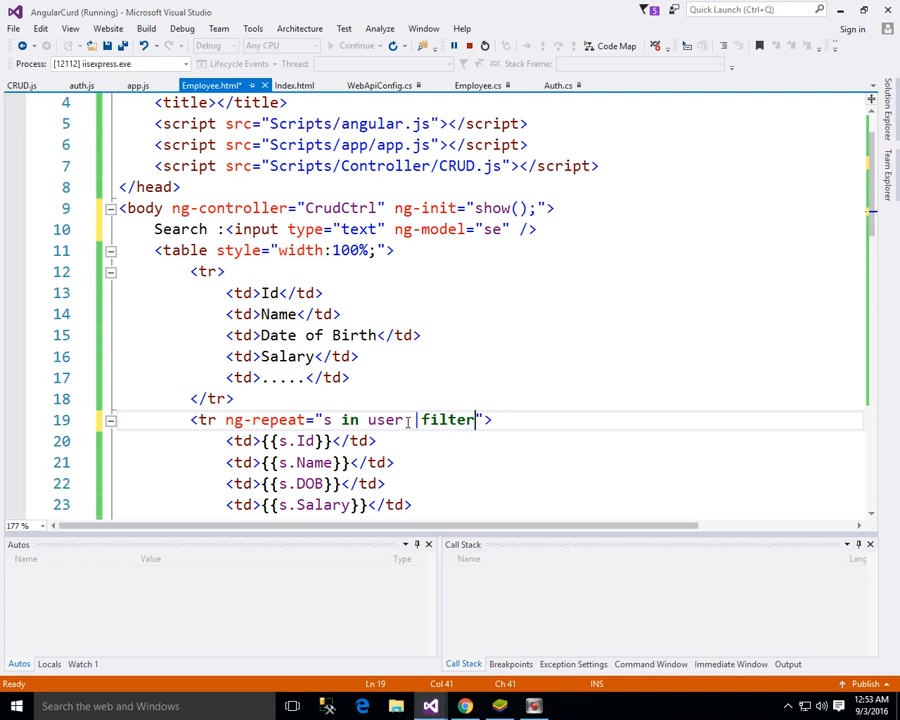 AngularCurd (Running) - Microsoft Visual Studio
5
Quick Launch (Ctrl+Q)
File Edit View Website Build Debug Team Tools Architecture Test Analyze Window Help
Sign in
Debug Any CPU Continue Code Map
Process: [12112] iisexpress.exe Lifecycle Events Thread: Stack Frame:
CRUD.js auth.js app.js Employee.html* Index.html WebApiConfig.cs Employee.cs Auth.cs
4 <title></title>
5 <script src="Scripts/angular.js"></script>
6 <script src="Scripts/app/app.js"></script>
7 <script src="Scripts/Controller/CRUD.js"></script>
8 </head>
9 <body ng-controller="CrudCtrl" ng-init="show();">
10 Search :<input type="text" ng-model="se" />
11 <table style="width:100%;">
12 <tr>
13 <td>Id</td>
14 <td>Name</td>
15 <td>Date of Birth</td>
16 <td>Salary</td>
17 <td>.....</td>
18 </tr>
19 <tr ng-repeat="s in user |filter">
20 <td>{{s.Id}}</td>
21 <td>{{s.Name}}</td>
22 <td>{{s.DOB}}</td>
23 <td>{{s.Salary}}</td>
Solution Explorer
Team Explorer
177 %
Autos
Name Value Type
Call Stack
Name Lang
Autos Locals Watch 1
Call Stack Breakpoints Exception Settings Command Window Immediate Window Output
Ready Ln 19 Col 41 Ch 41 INS Publish
Search the web and Windows
12:53 AM
9/3/2016